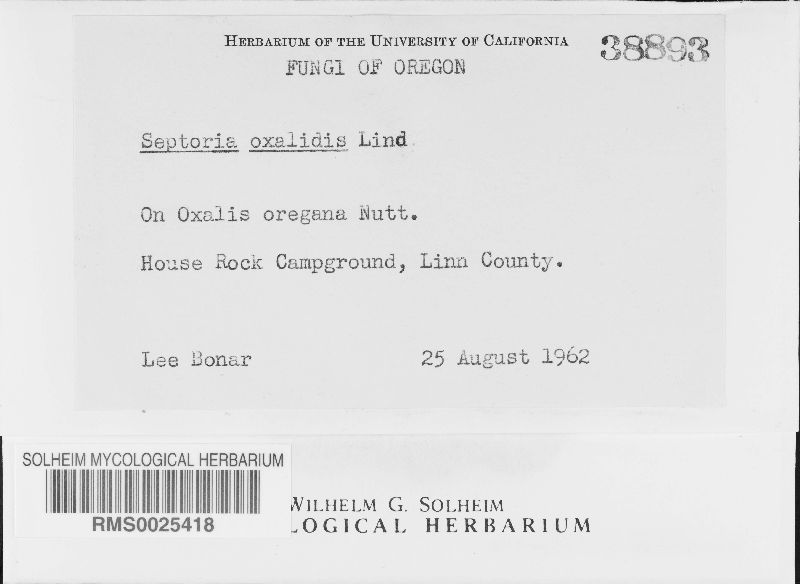 HERBARIUM OF THE UNIVERSITY OF CALIFORNIA 38893
FUNGI OF OREGON
Septoria oxalidis Lind
On Oxalis oregana Nutt.
House Rock Campground, Linn County.
Lee Bonar 25 August 1962
SOLHEIM MYCOLOGICAL HERBARIUM
RMS0025418
WILHELM G. SOLHEIM
LOGICAL HERBARIUM